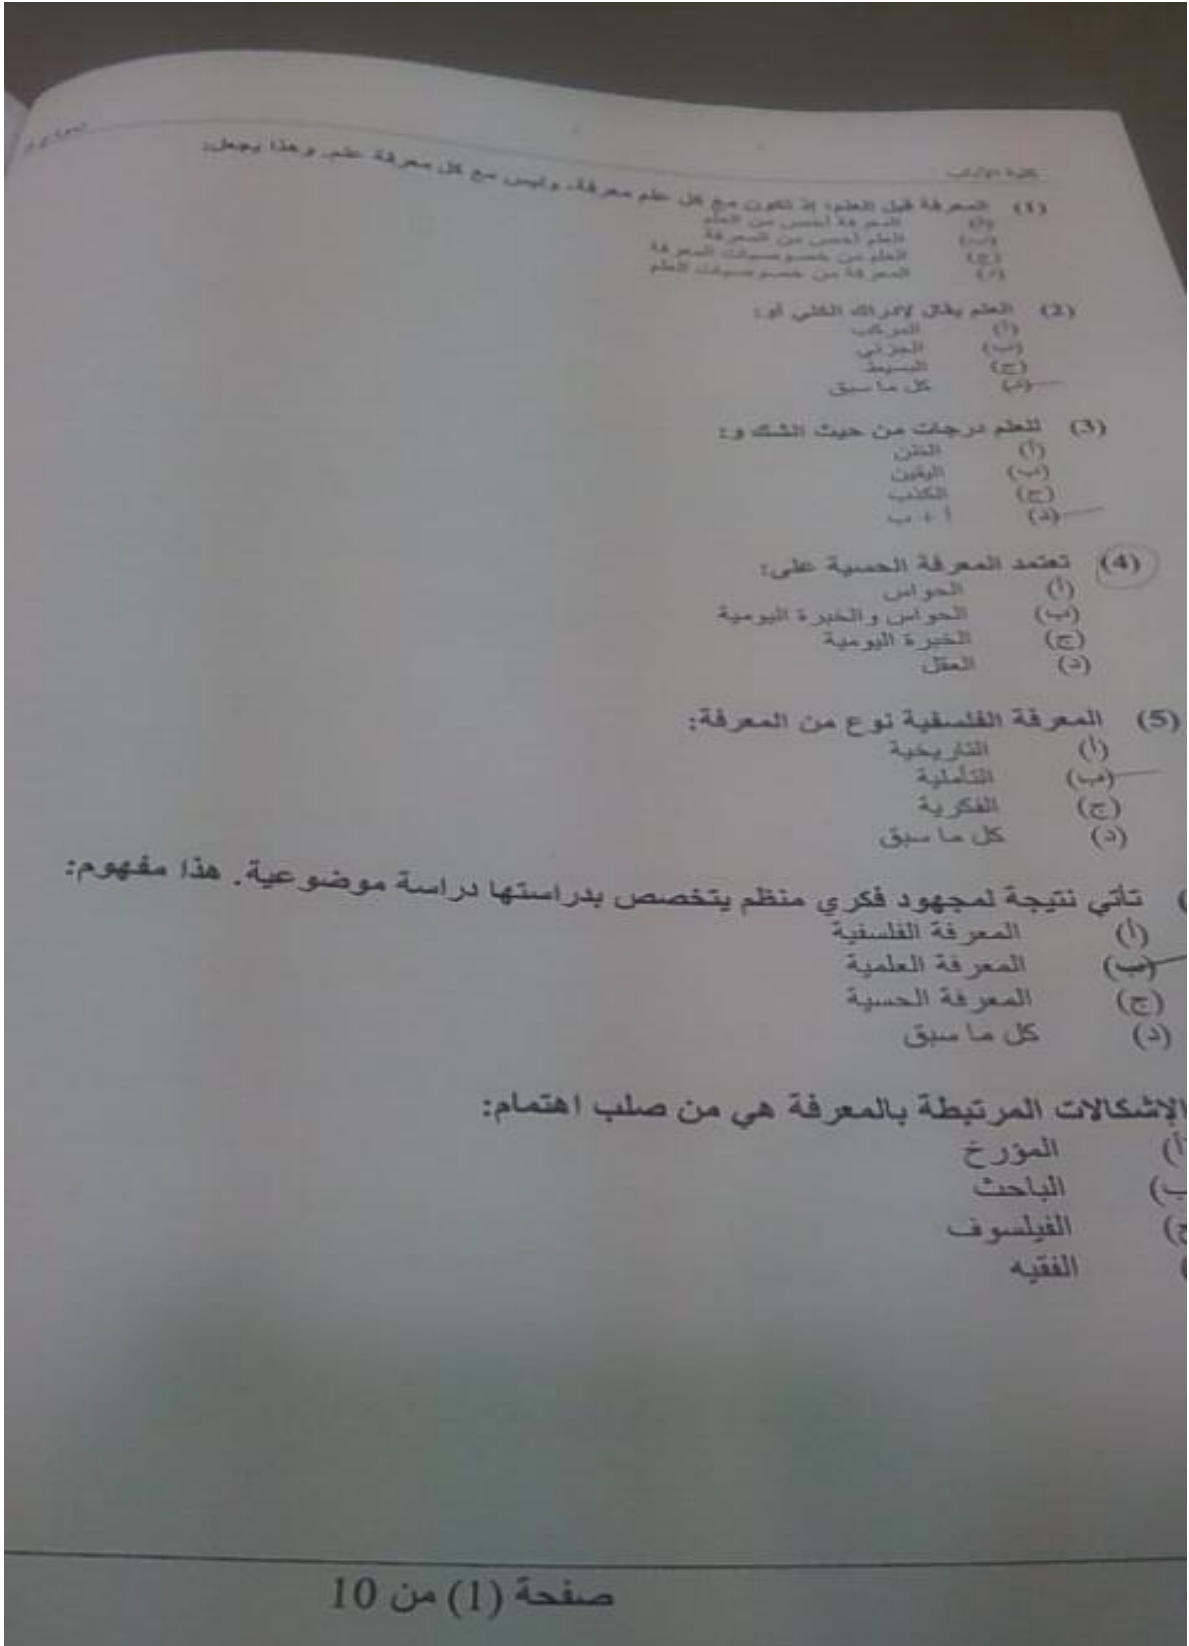 كلية الآداب
(1) المعرفة قبل العلم، إذ تكون مع كل علم معرفة، وليس مع كل معرفة علم. وهذا يجعل:
(أ) المعرفة أخص من العلم
(ب) العلم أخص من المعرفة
(ج) العلم من خصوصيات المعرفة
(د) المعرفة من خصوصيات العلم
(2) العلم يقال لإدراك الكلي أو:
(أ) المركب
(ب) الجزئي
(ج) البسيط
(د) كل ما سبق
(3) للعلم درجات من حيث الشك و:
(أ) الظن
(ب) اليقين
(ج) الكذب
(د) أ + ب
(4) تعتمد المعرفة الحسية على:
(أ) الحواس
(ب) الحواس والخبرة اليومية
(ج) الخبرة اليومية
(د) العقل
(5) المعرفة الفلسفية نوع من المعرفة:
(أ) التاريخية
(ب) التأملية
(ج) الفكرية
(د) كل ما سبق
) تأتي نتيجة لمجهود فكري منظم يتخصص بدراستها دراسة موضوعية. هذا مفهوم:
(أ) المعرفة الفلسفية
(ب) المعرفة العلمية
(ج) المعرفة الحسية
(د) كل ما سبق
الإشكالات المرتبطة بالمعرفة هي من صلب اهتمام:
(أ المؤرخ
ب) الباحث
ج) الفيلسوف
) الفقيه
صفحة (1) من 10